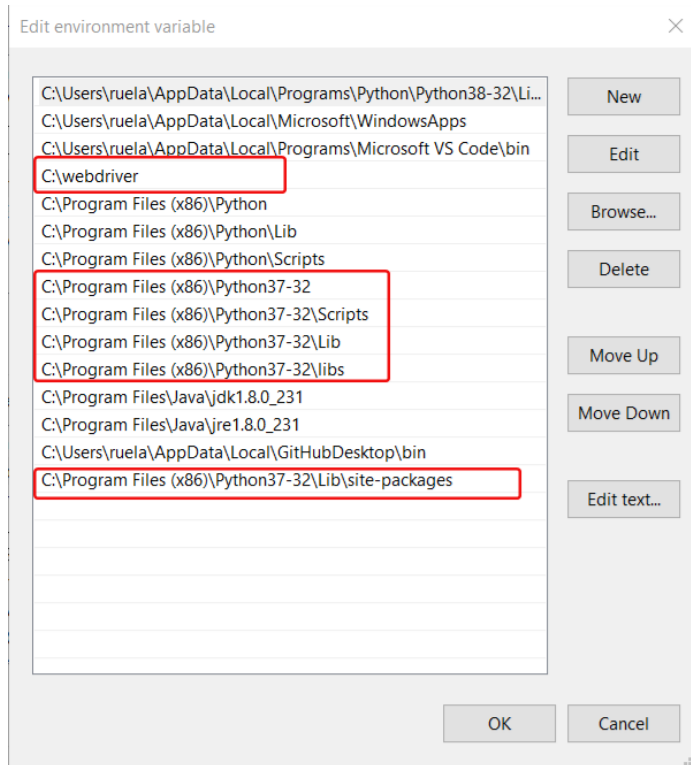 Edit environment variable
C:\Users\ruela\AppData\Local\Programs\Python\Python38-32\Li...
New
C:\Users\ruela\AppData\Local\Microsoft\WindowsApps
C:\Users\ruela\AppData\Local\Programs\Microsoft VS Code\bin
Edit
C:\webdriver
C:\Program Files (x86)\Python
Browse...
C:\Program Files (x86)\Python\Lib
C:\Program Files (x86)\Python\Scripts
Delete
C:\Program Files (x86)\Python37-32
C:\Program Files (x86)\Python37-32\Scripts
C:\Program Files (x86)\Python37-32\Lib
Move Up
C:\Program Files (x86)\Python37-32\libs
C:\Program Files\Java\jdk1.8.0_231
Move Down
C:\Program Files\Java\jre1.8.0_231
C:\Users\ruela\AppData\Local\GitHubDesktop\bin
C:\Program Files (x86)\Python37-32\Lib\site-packages
Edit text...
OK
Cancel